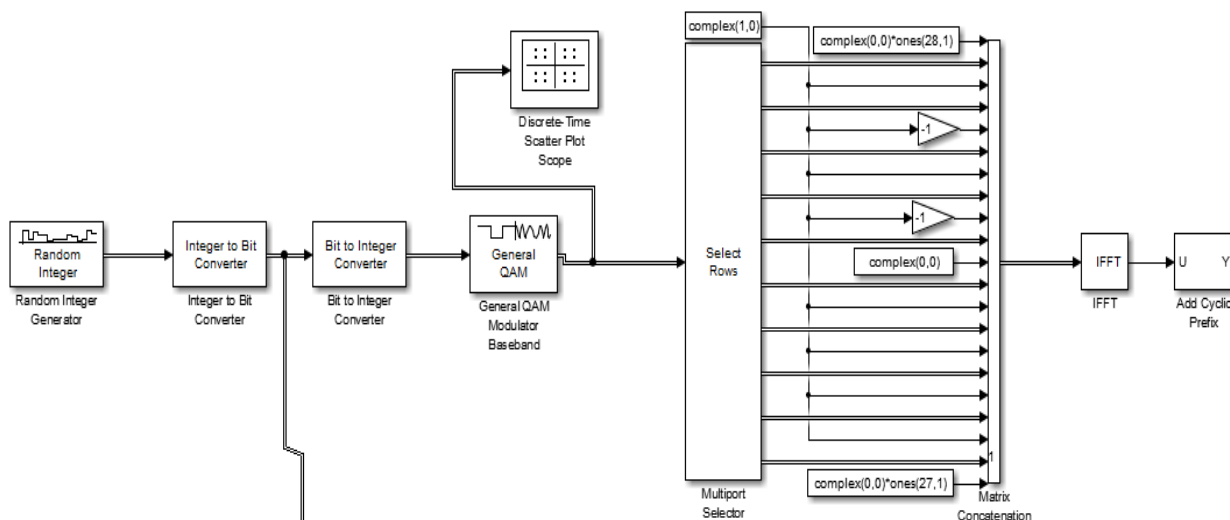 complex(1,0)
complex(0,0)*ones(28,1)
Discrete-Time
Scatter Plot
Scope
-1
-1
Random
Integer
Random Integer
Generator
Integer to Bit
Converter
Integer to Bit
Converter
Bit to Integer
Converter
Bit to Integer
Converter
General
QAM
General QAM
Modulator
Baseband
Select
Rows
Multiport
Selector
complex(0,0)
complex(0,0)*ones(27,1)
1
Matrix
Concatenation
IFFT
IFFT
U Y
Add Cyclic
Prefix